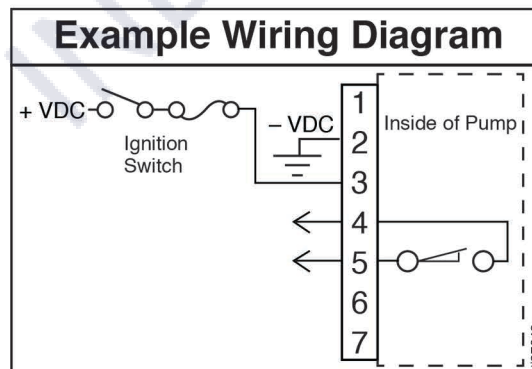 Example Wiring Diagram
+ VDC
Ignition
Switch
– VDC
Inside of Pump
1
2
3
4
5
6
7